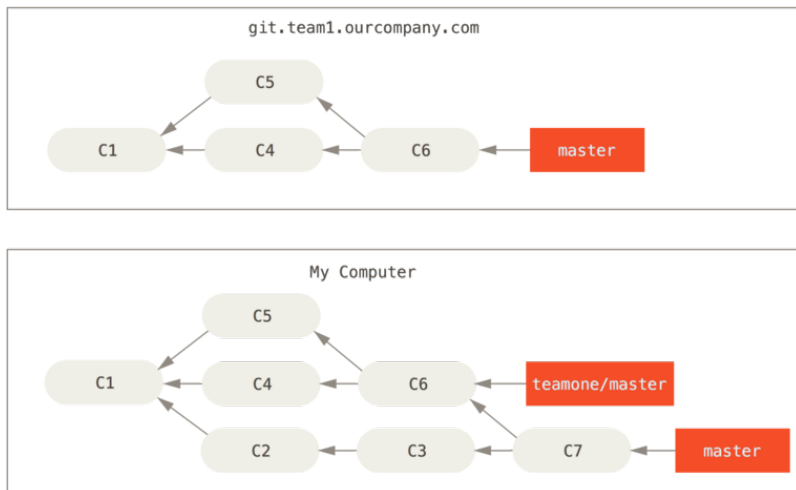 git.team1.ourcompany.com
C5
C1
C4
C6
master
My Computer
C5
C1
C4
C6
teamone/master
C2
C3
C7
master